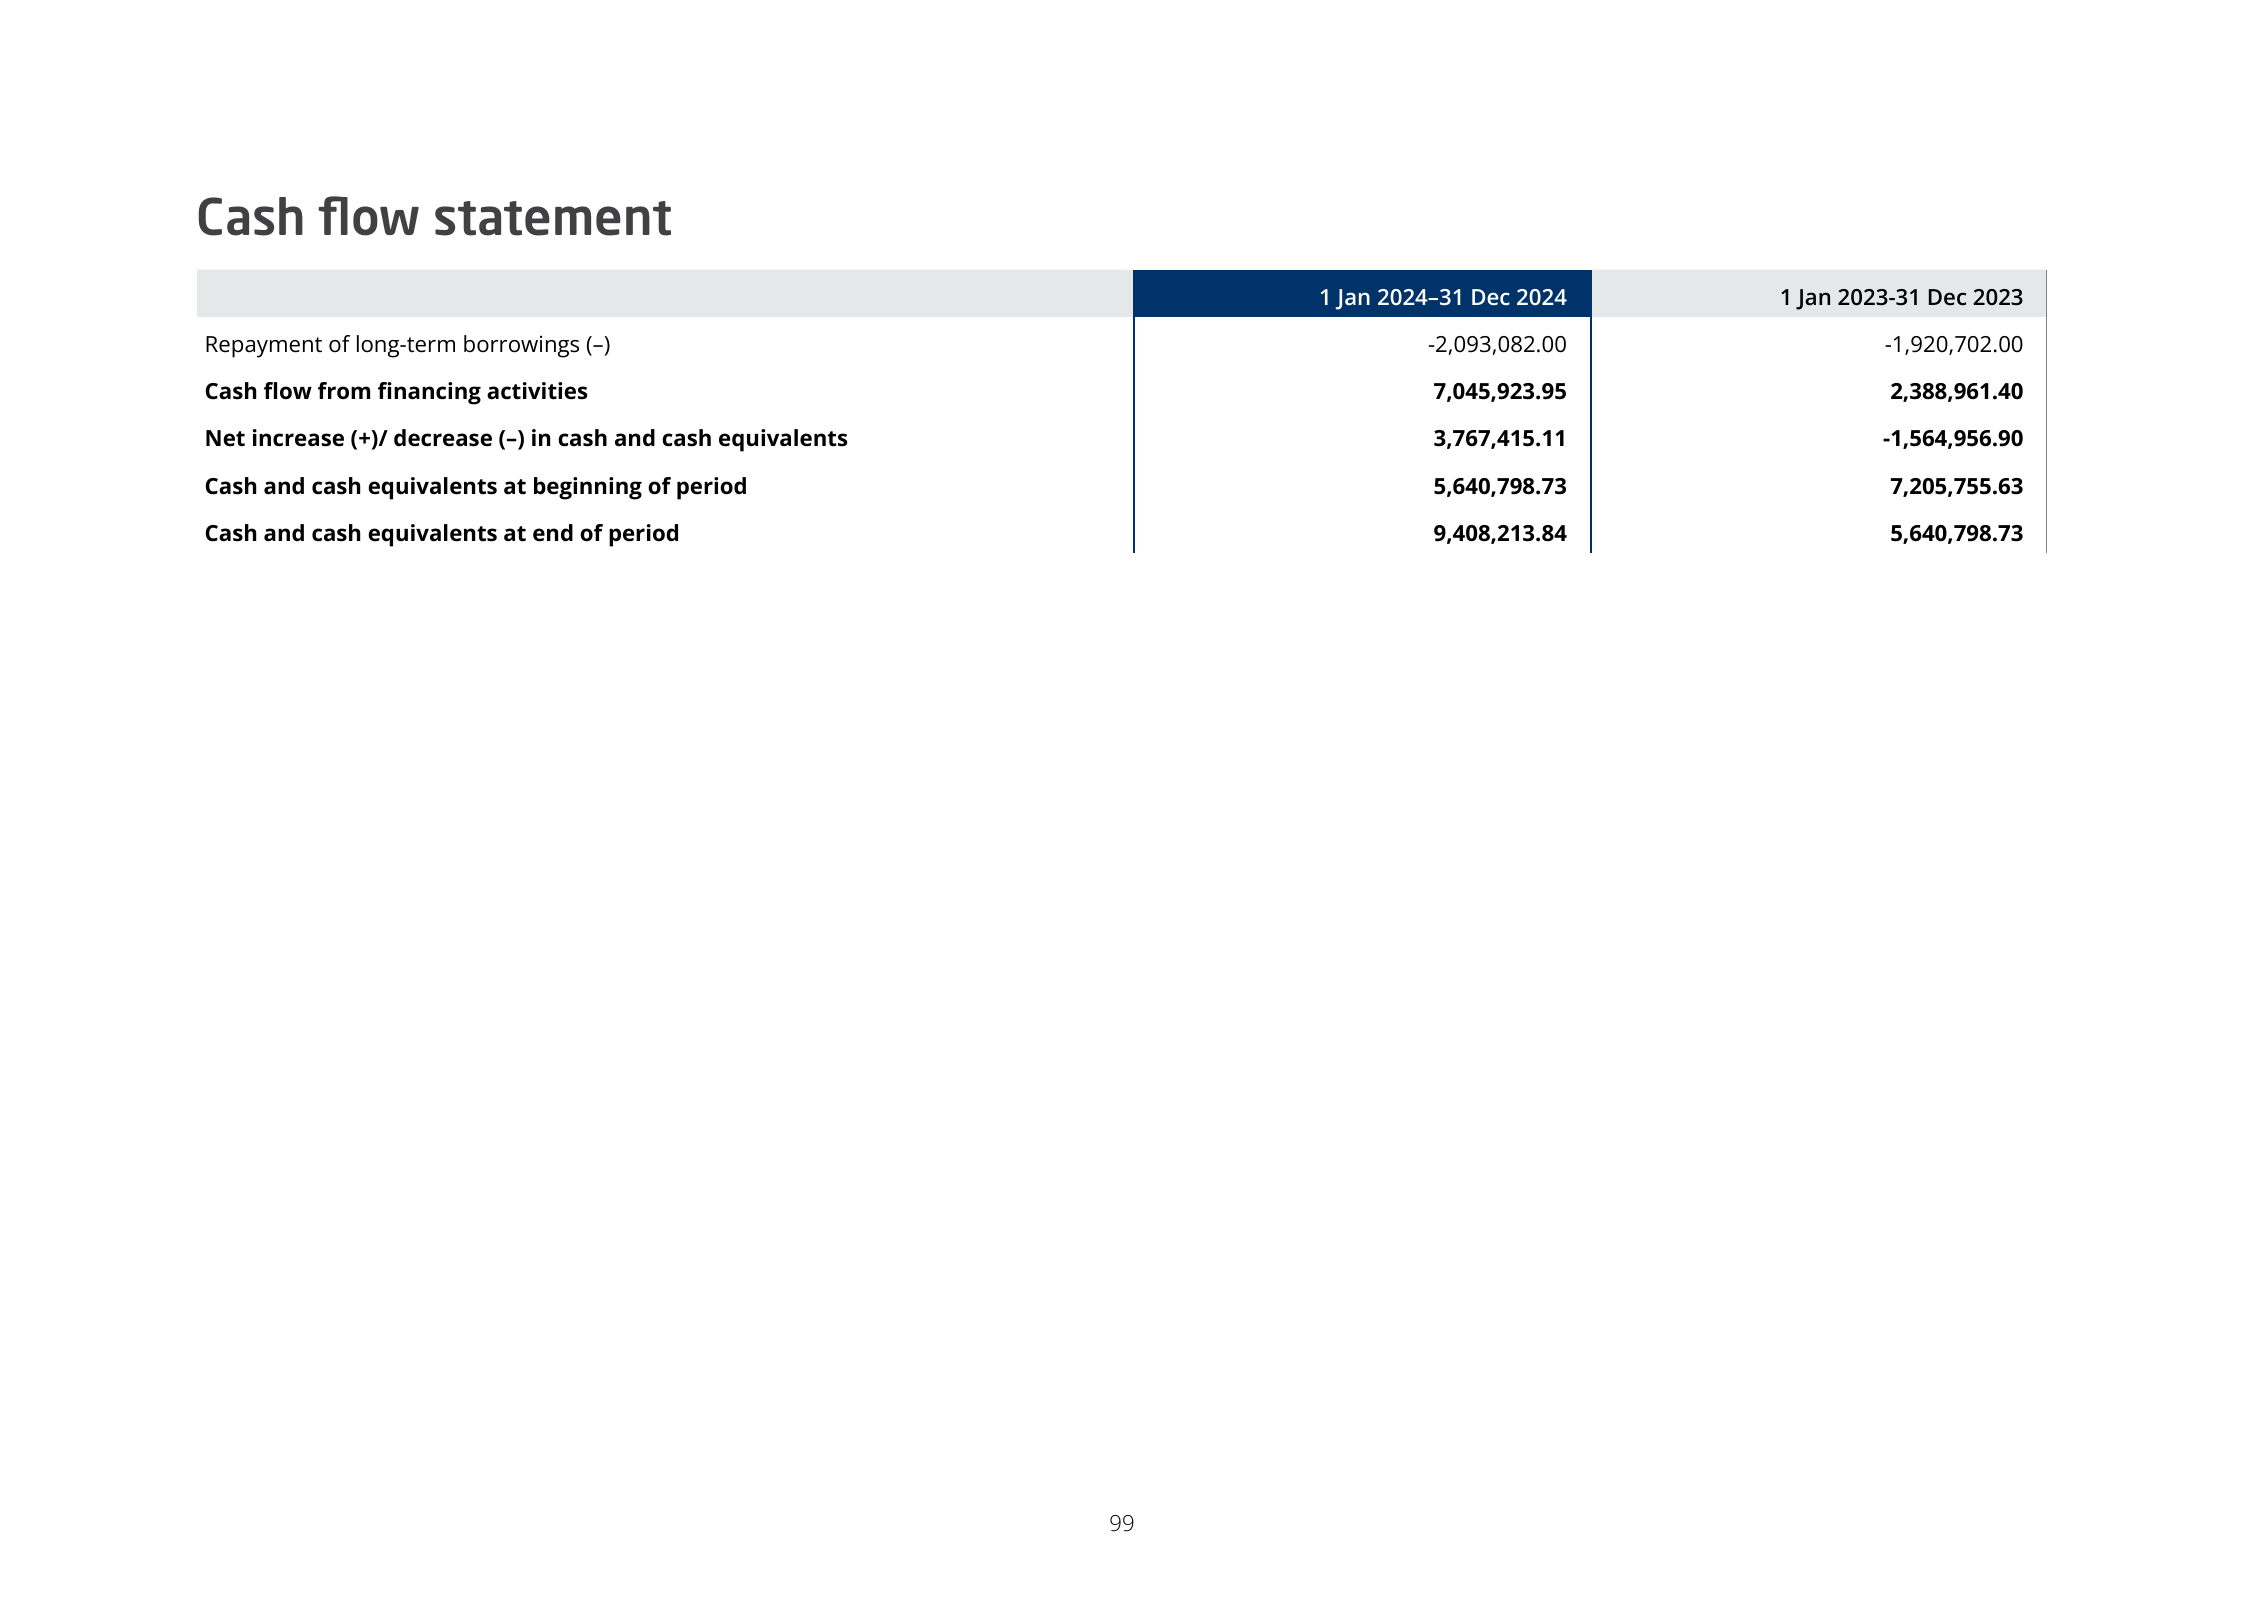 Cash flow statement
1 Jan 2024–31 Dec 2024 1 Jan 2023-31 Dec 2023
Repayment of long-term borrowings (–) -2,093,082.00 -1,920,702.00
Cash flow from financing activities 7,045,923.95 2,388,961.40
Net increase (+)/ decrease (–) in cash and cash equivalents 3,767,415.11 -1,564,956.90
Cash and cash equivalents at beginning of period 5,640,798.73 7,205,755.63
Cash and cash equivalents at end of period 9,408,213.84 5,640,798.73
99